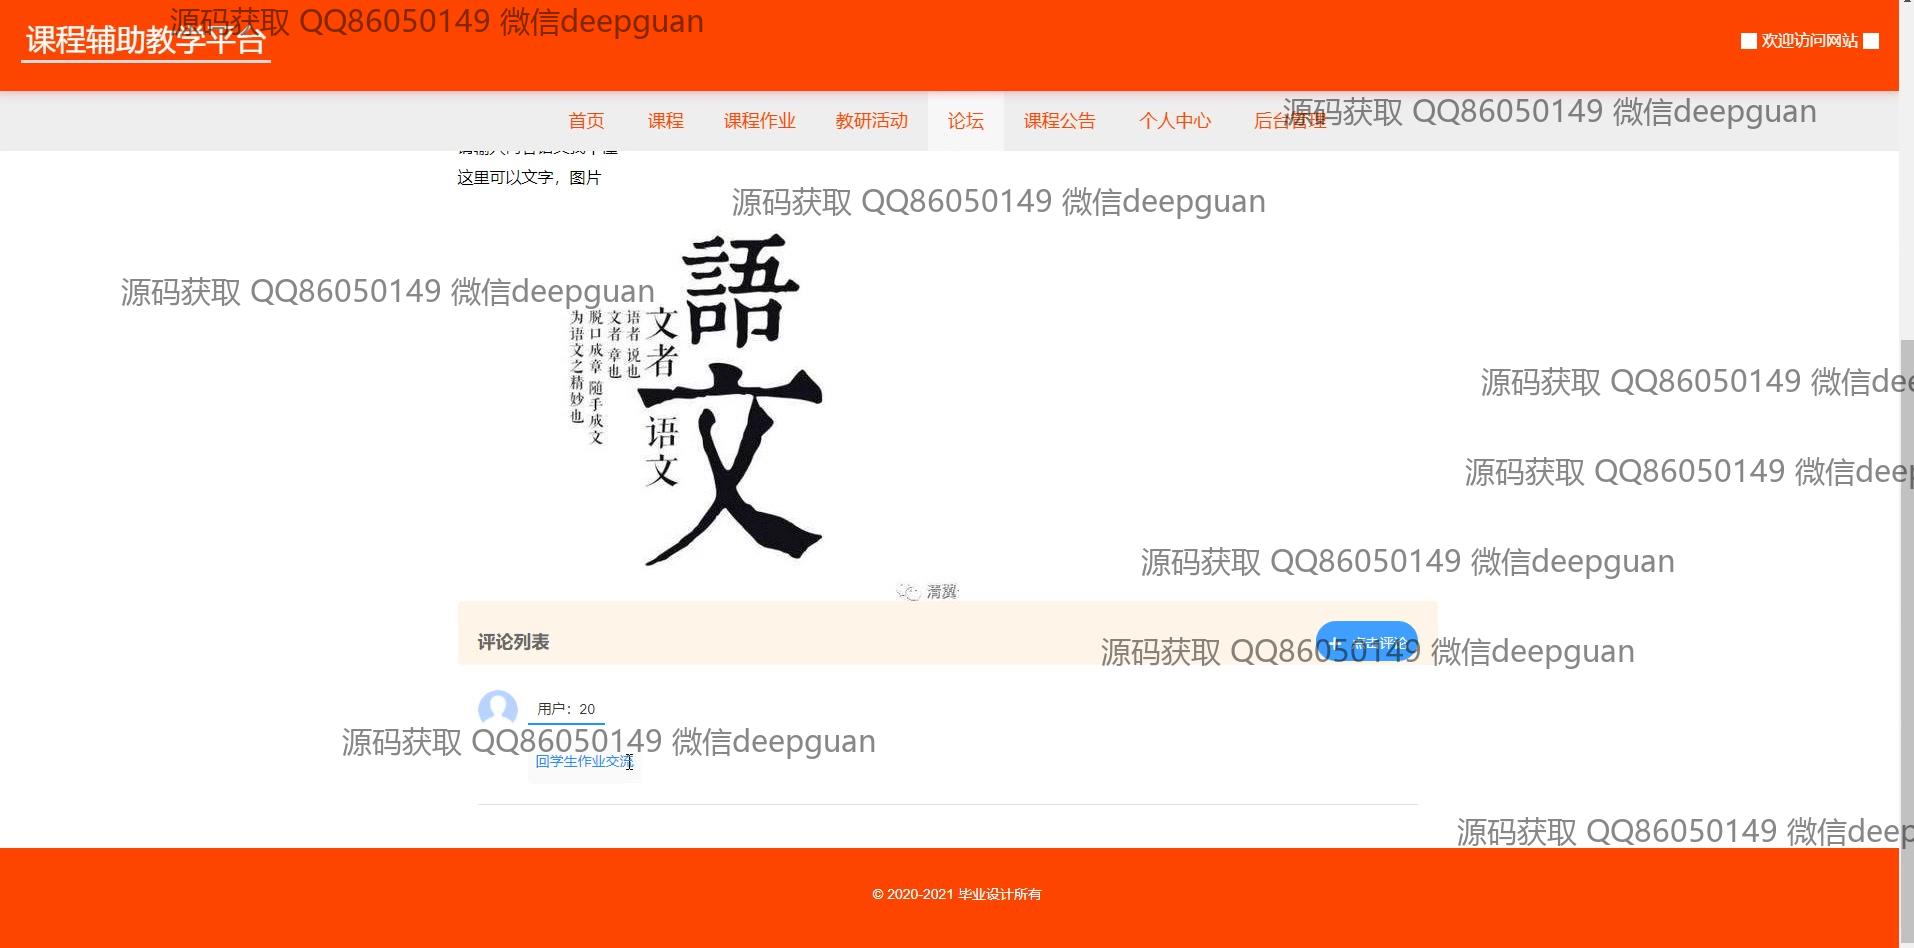 源码获取 QQ86050149 微信deepguan
课程辅助教学平台
欢迎访问网站
首页 课程 课程作业 教研活动 论坛 课程公告 个人中心 后台管理
源码获取 QQ86050149 微信deepguan
这里可以文字，图片
源码获取 QQ86050149 微信deepguan
源码获取 QQ86050149 微信deepguan
語文
文者语文
语者 说也
文者 章也
脱口成章 随手成文
为语文之精妙也
源码获取 QQ86050149 微信dee
源码获取 QQ86050149 微信deep
源码获取 QQ86050149 微信deepguan
清翼
评论列表
点击评论
源码获取 QQ86050149 微信deepguan
用户：20
源码获取 QQ86050149 微信deepguan
回学生作业交流
源码获取 QQ86050149 微信deep
© 2020-2021 毕业设计所有